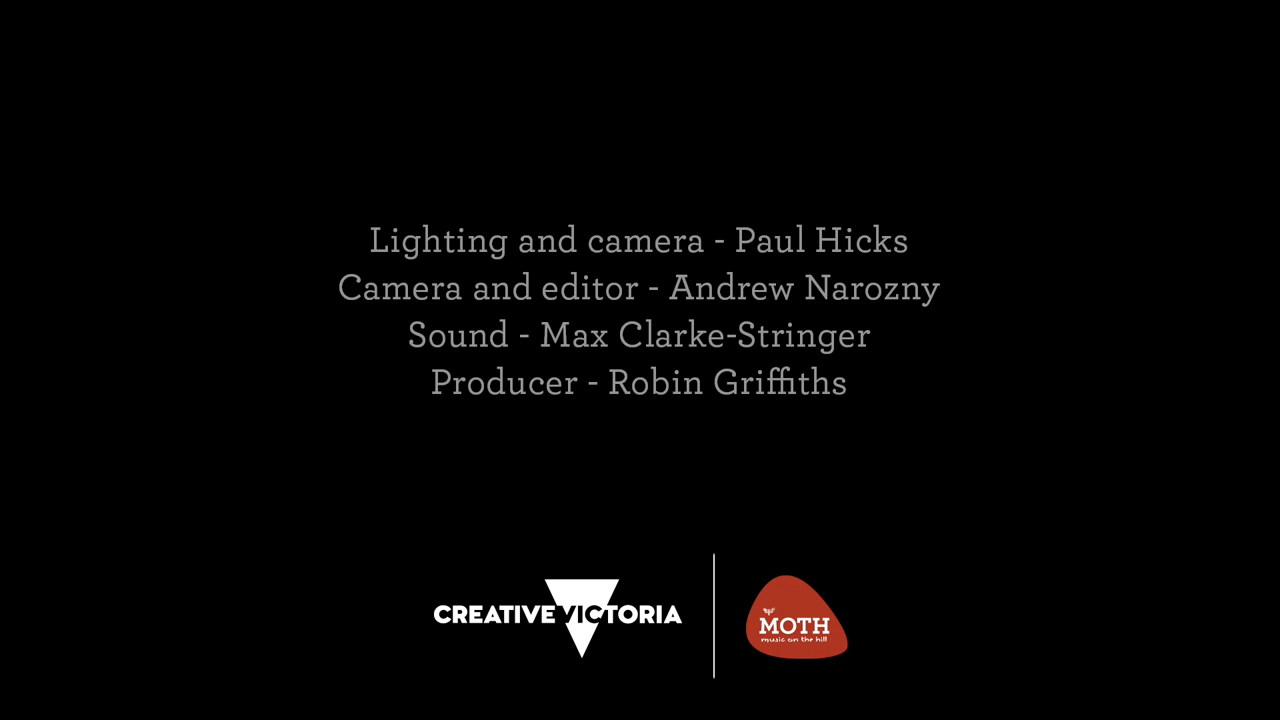 Lighting and camera - Paul Hicks
Camera and editor - Andrew Narozny
Sound - Max Clarke-Stringer
Producer - Robin Griffiths
CREATIVE VICTORIA
MOTH
music on the hill